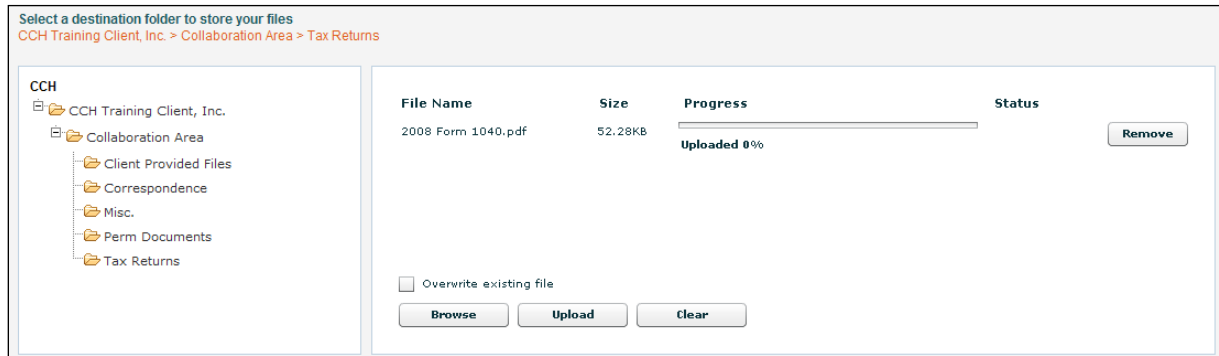 Select a destination folder to store your files
CCH Training Client, Inc. > Collaboration Area > Tax Returns
CCH
CCH Training Client, Inc.
Collaboration Area
Client Provided Files
Correspondence
Misc.
Perm Documents
Tax Returns
File Name Size Progress Status
2008 Form 1040.pdf 52.28KB Remove
Uploaded 0%
Overwrite existing file
Browse Upload Clear